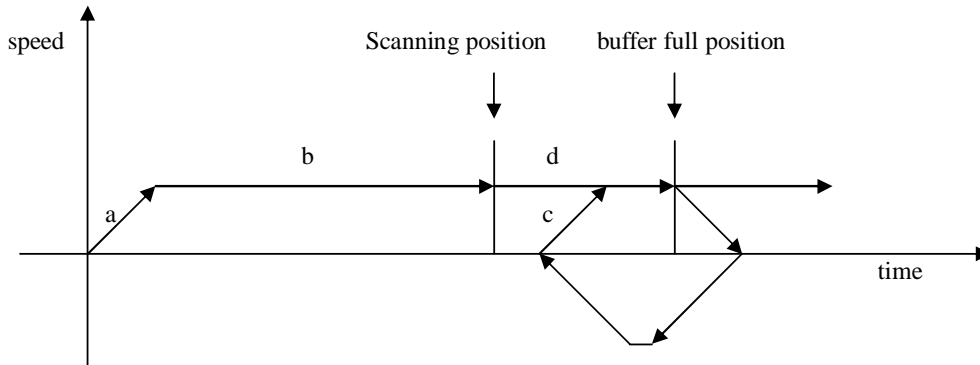 speed
Scanning position
buffer full position
b
d
a
c
time